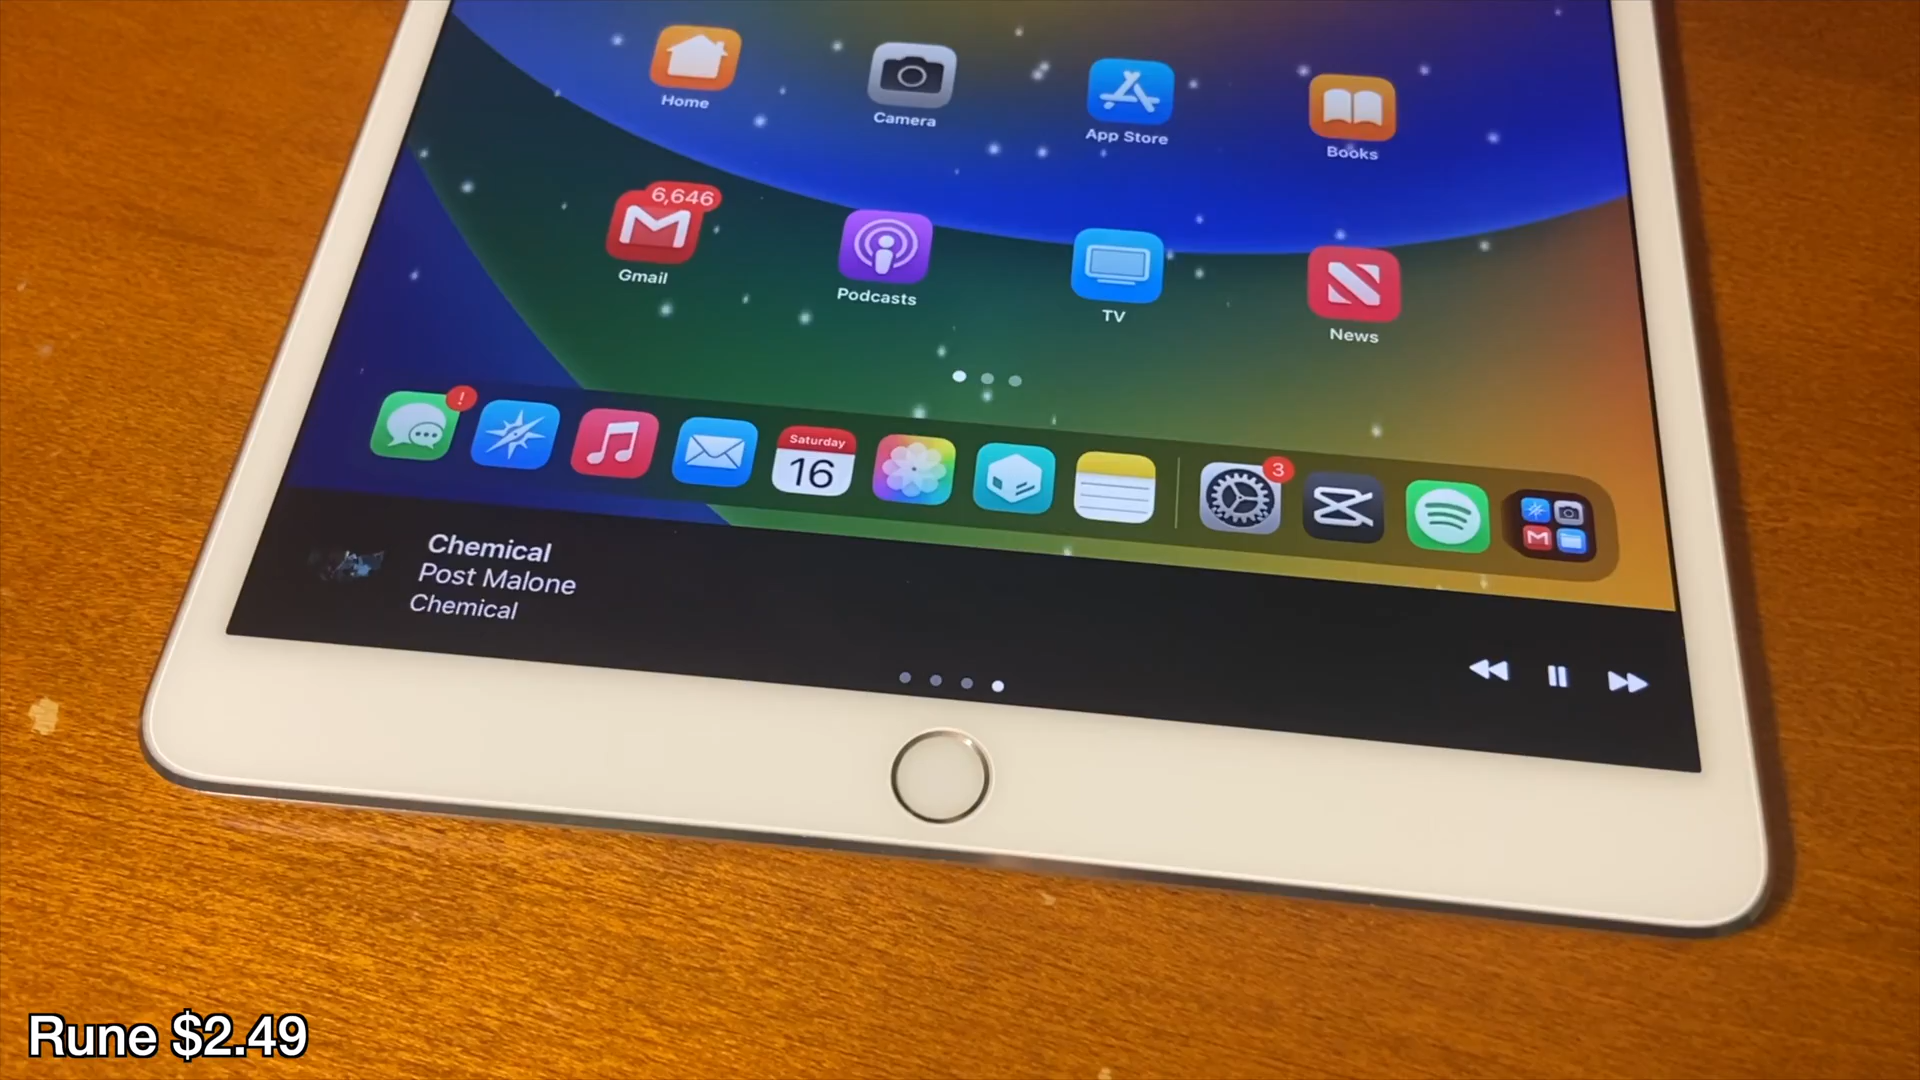 Home
Camera
App Store
Books
6,646
Gmail
Podcasts
TV
News
!
Saturday
16
3
Chemical
Post Malone
Chemical
Rune $2.49